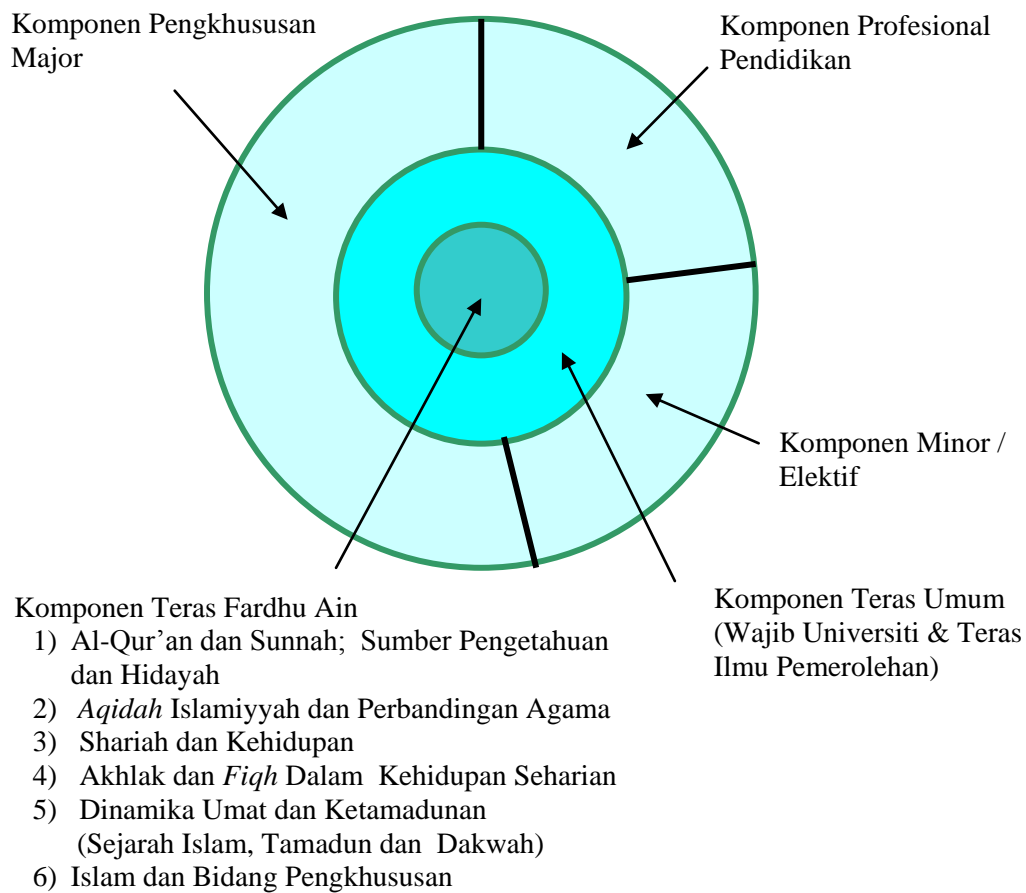 Komponen Pengkhususan
Major
Komponen Profesional
Pendidikan
Komponen Minor /
Elektif
Komponen Teras Fardhu Ain
1) Al-Qur’an dan Sunnah; Sumber Pengetahuan
dan Hidayah
2) Aqidah Islamiyyah dan Perbandingan Agama
3) Shariah dan Kehidupan
4) Akhlak dan Fiqh Dalam Kehidupan Seharian
5) Dinamika Umat dan Ketamadunan
(Sejarah Islam, Tamadun dan Dakwah)
6) Islam dan Bidang Pengkhususan
Komponen Teras Umum
(Wajib Universiti & Teras
Ilmu Pemerolehan)